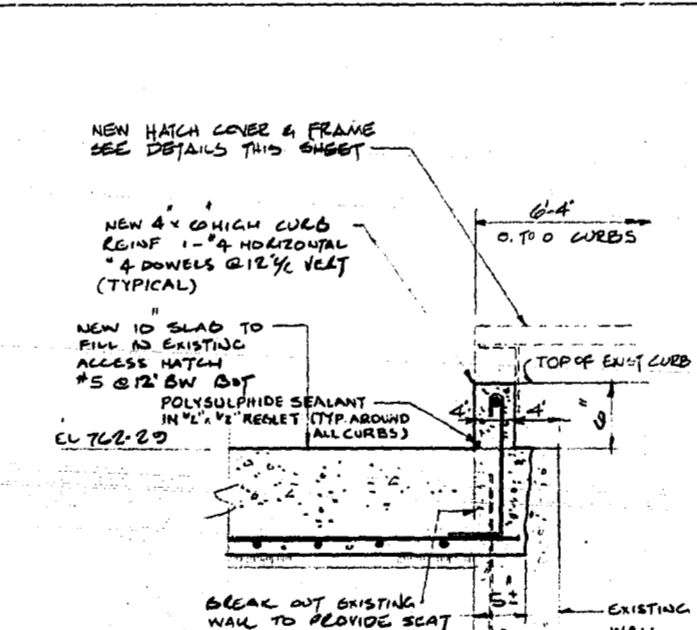 NEW HATCH COVER & FRAME
SEE DETAILS THIS SHEET
6'-4"
O. TO O CURBS
NEW 4" x 6" HIGH CURB
REINF 1-#4 HORIZONTAL
#4 DOWELS @ 12" c/c VERT
(TYPICAL)
NEW 10" SLAB TO
FILL IN EXISTING
ACCESS HATCH
#5 @ 12" BW BOT
TOP OF EXIST CURB
POLYSULPHIDE SEALANT
IN 1/2" x 1/2" REGLET (TYP. AROUND
ALL CURBS)
4" 4"
6"
EL 762.29
BREAK OUT EXISTING
WALL TO PROVIDE SEAT
5"±
EXISTING
WALL